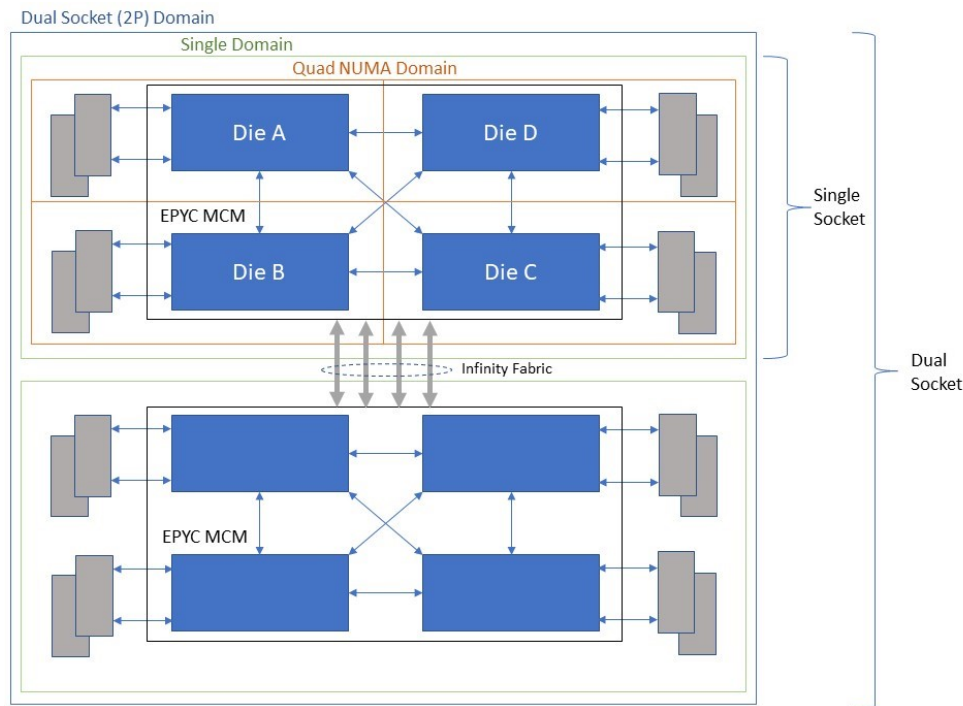 Dual Socket (2P) Domain
Single Domain
Quad NUMA Domain
Die A
Die D
EPYC MCM
Die B
Die C
Single
Socket
Infinity Fabric
Dual
Socket
EPYC MCM